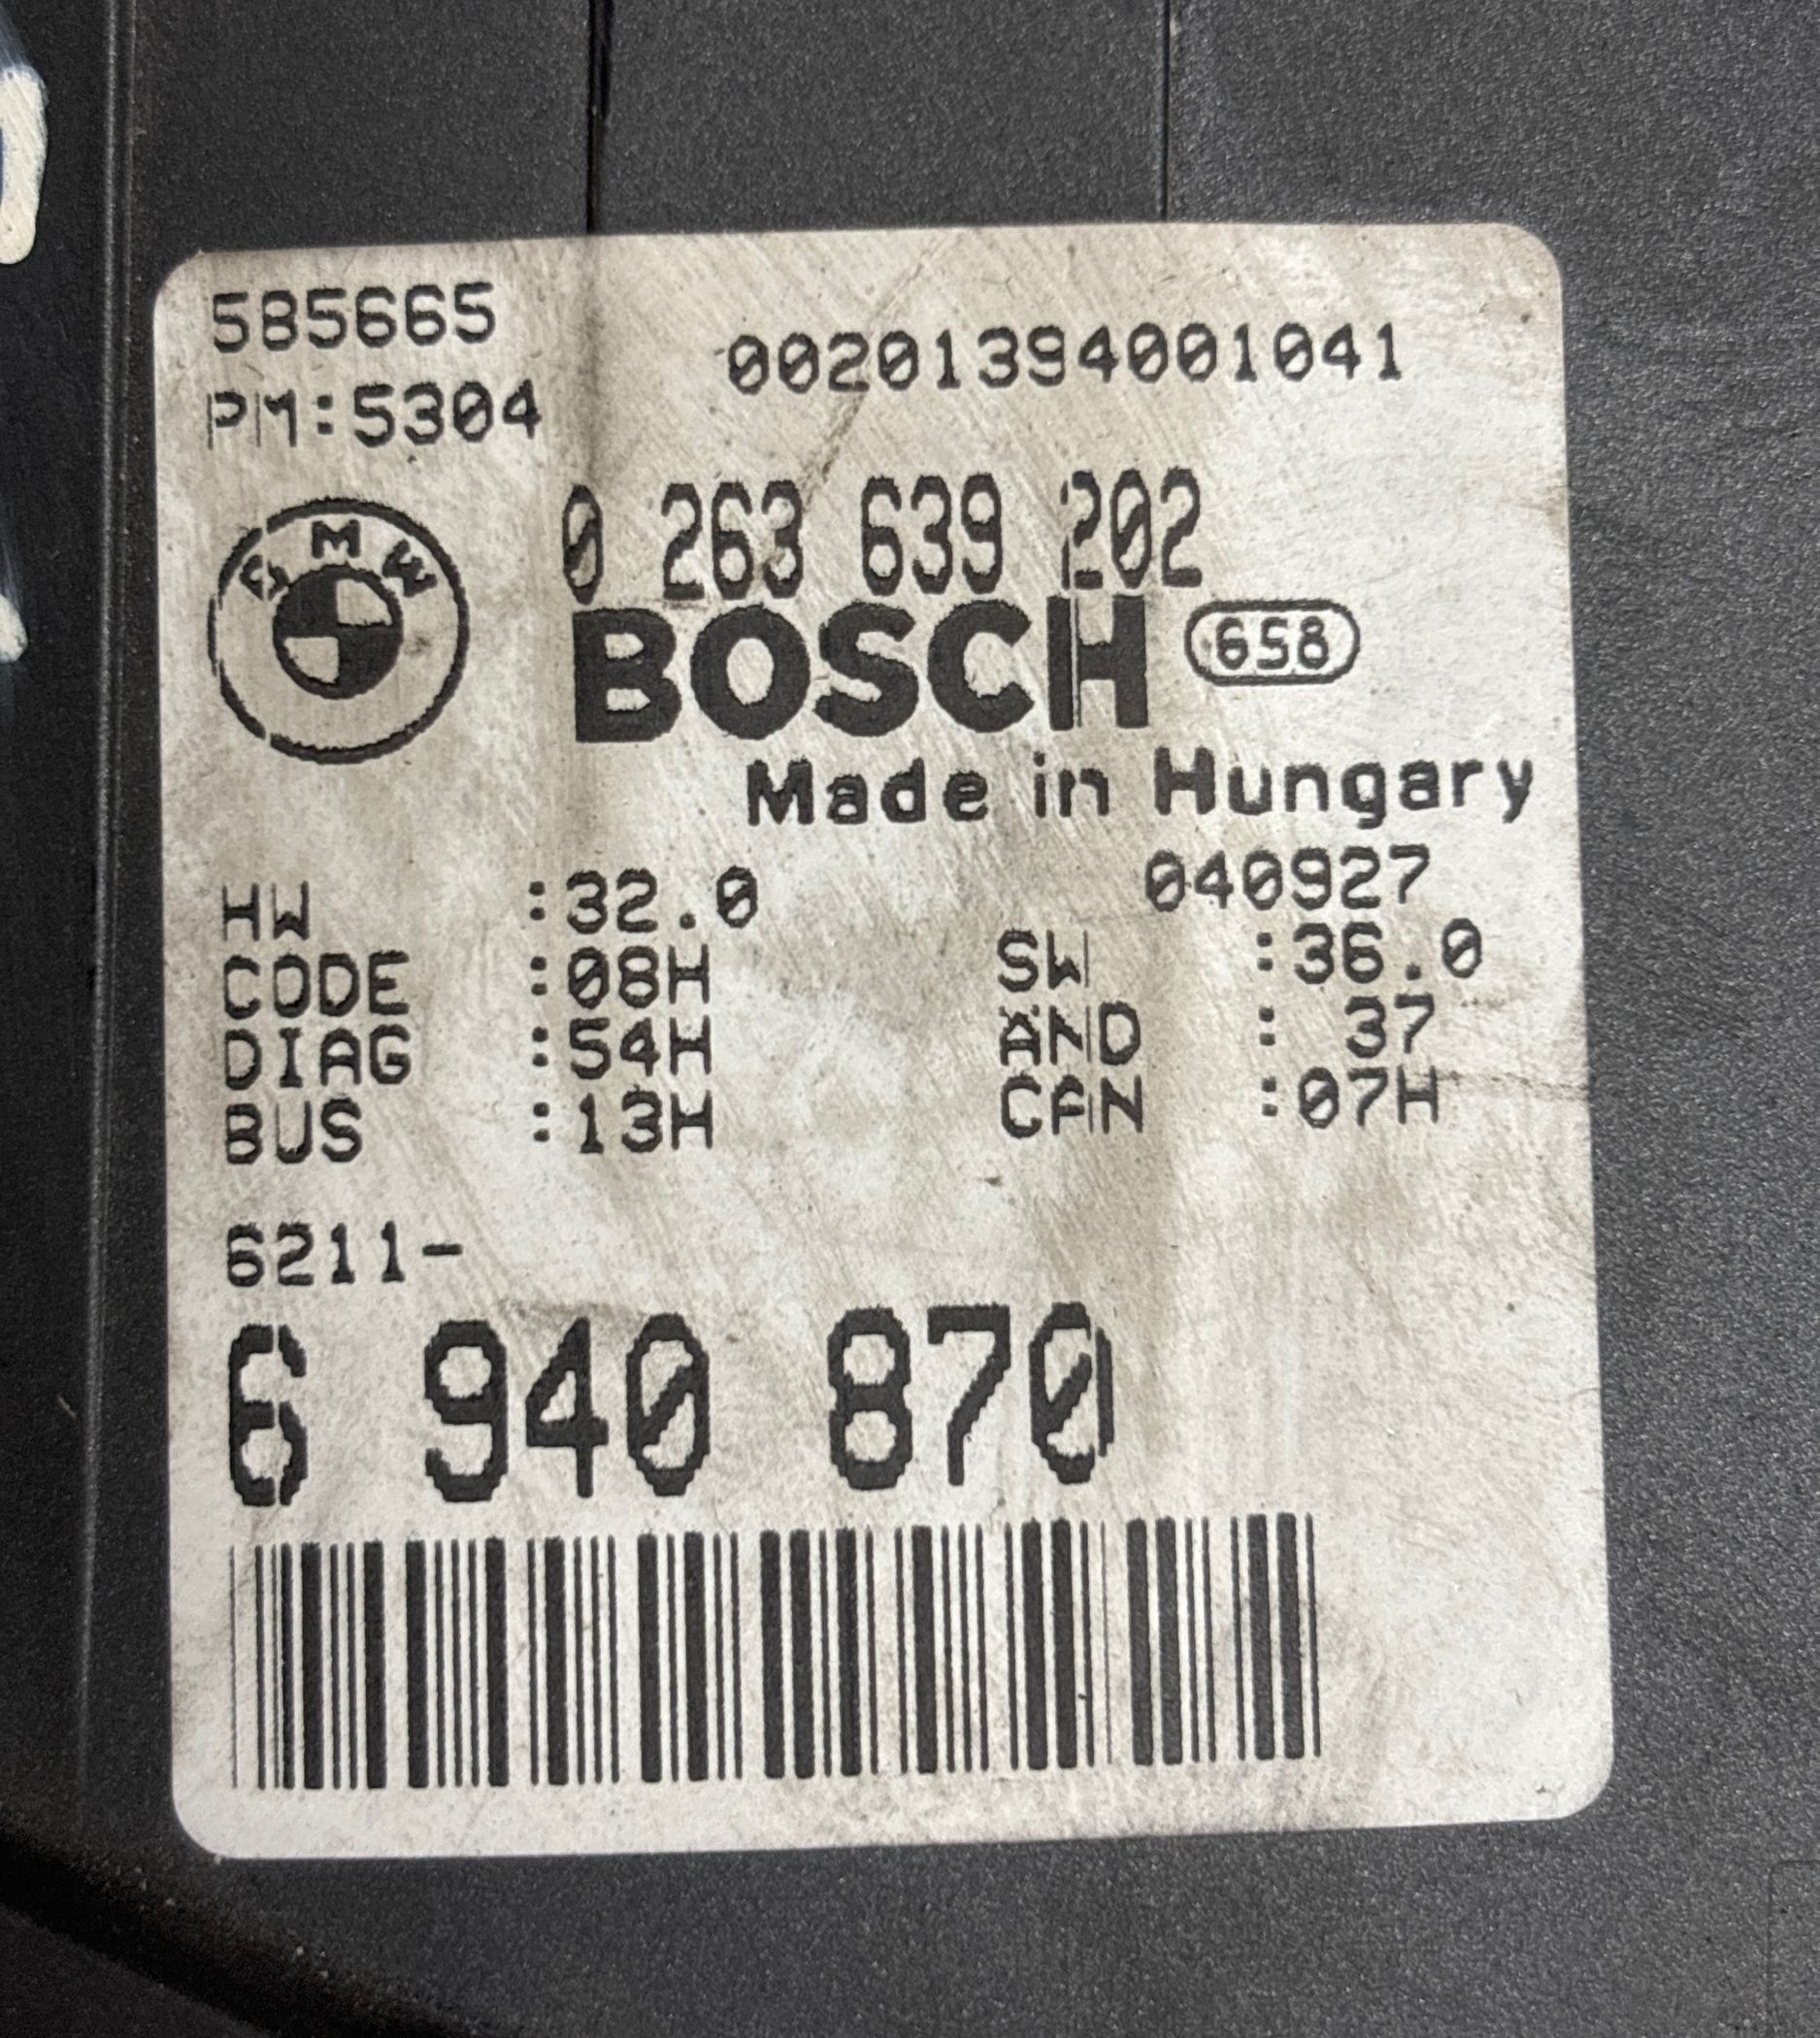 585665
00201394001041
PM:5304
0 263 639 202
BMW
BOSCH 658
Made in Hungary
040927
HW :32.0
SW :36.0
CODE :08H
ÄND : 37
DIAG :54H
CAN :07H
BUS :13H
6211-
6 940 870